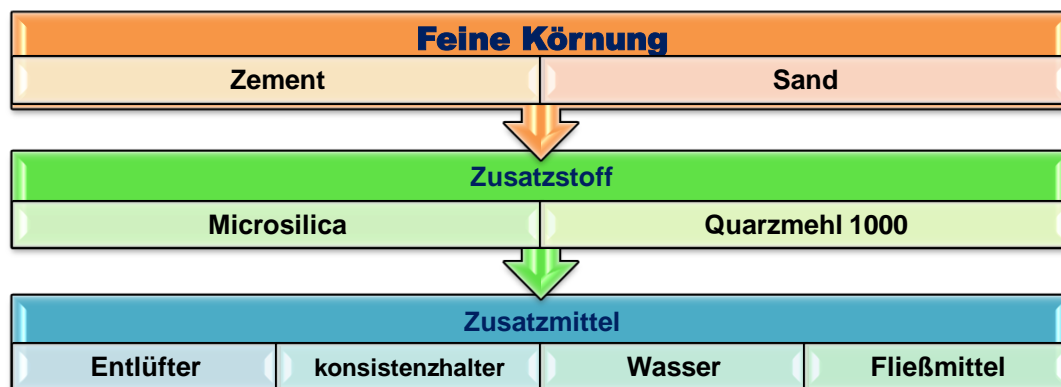 Feine Körnung
Zement Sand
Zusatzstoff
Microsilica Quarzmehl 1000
Zusatzmittel
Entlüfter konsistenzhalter Wasser Fließmittel